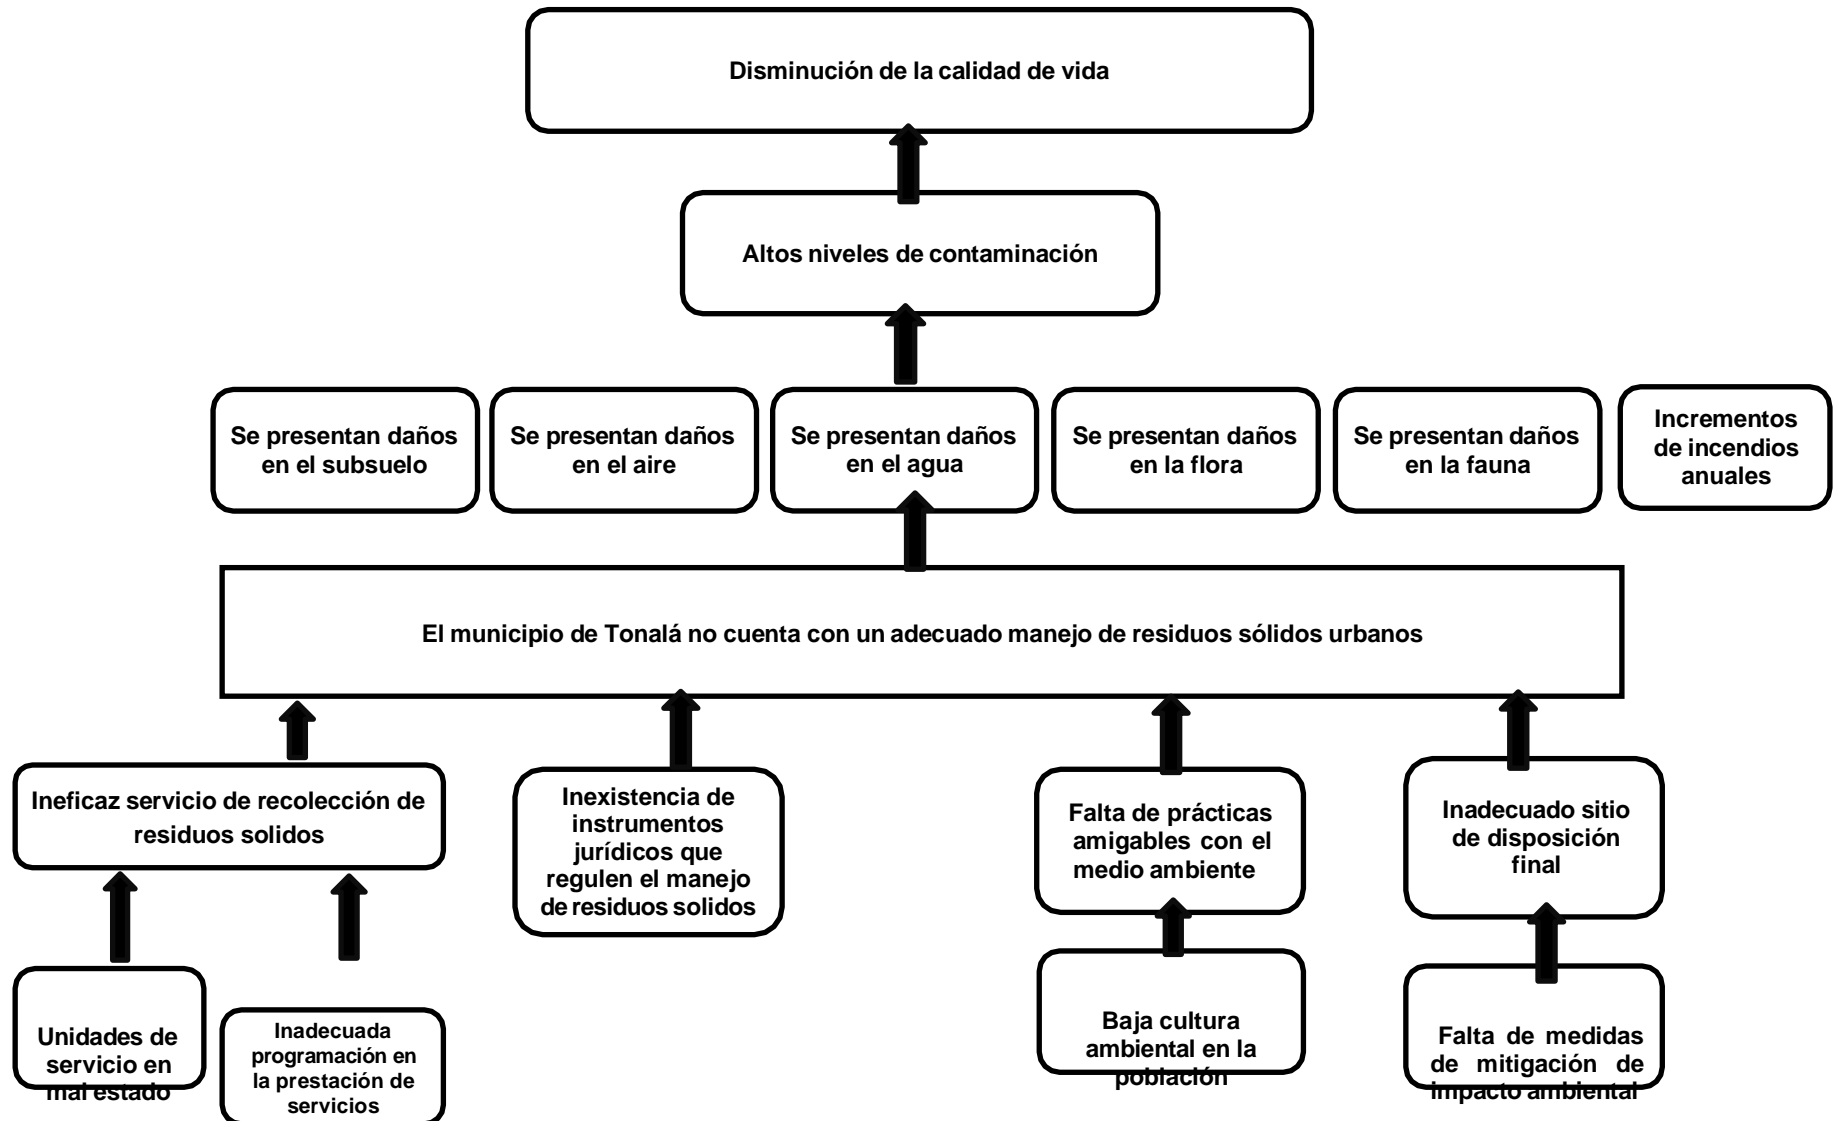 Disminución de la calidad de vida
Altos niveles de contaminación
Se presentan daños
en el subsuelo
Se presentan daños
en el aire
Se presentan daños
en el agua
Se presentan daños
en la flora
Se presentan daños
en la fauna
Incrementos
de incendios
anuales
El municipio de Tonalá no cuenta con un adecuado manejo de residuos sólidos urbanos
Ineficaz servicio de recolección de
residuos solidos
Inexistencia de
instrumentos
jurídicos que
regulen el manejo
de residuos solidos
Falta de prácticas
amigables con el
medio ambiente
Inadecuado sitio
de disposición
final
Unidades de
servicio en
mal estado
Inadecuada
programación en
la prestación de
servicios
Baja cultura
ambiental en la
población
Falta de medidas
de mitigación de
impacto ambiental